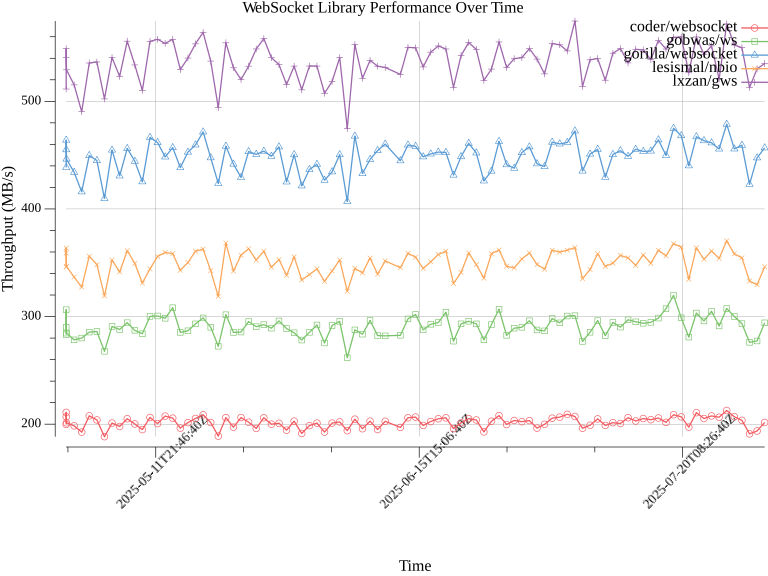 WebSocket Library Performance Over Time
coder/websocket
gobwas/ws
gorilla/websocket
lesismal/nbio
lxzan/gws
Throughput (MB/s)
500
400
300
200
2025-05-11T21:46:40Z
2025-06-15T15:06:40Z
2025-07-20T08:26:40Z
Time